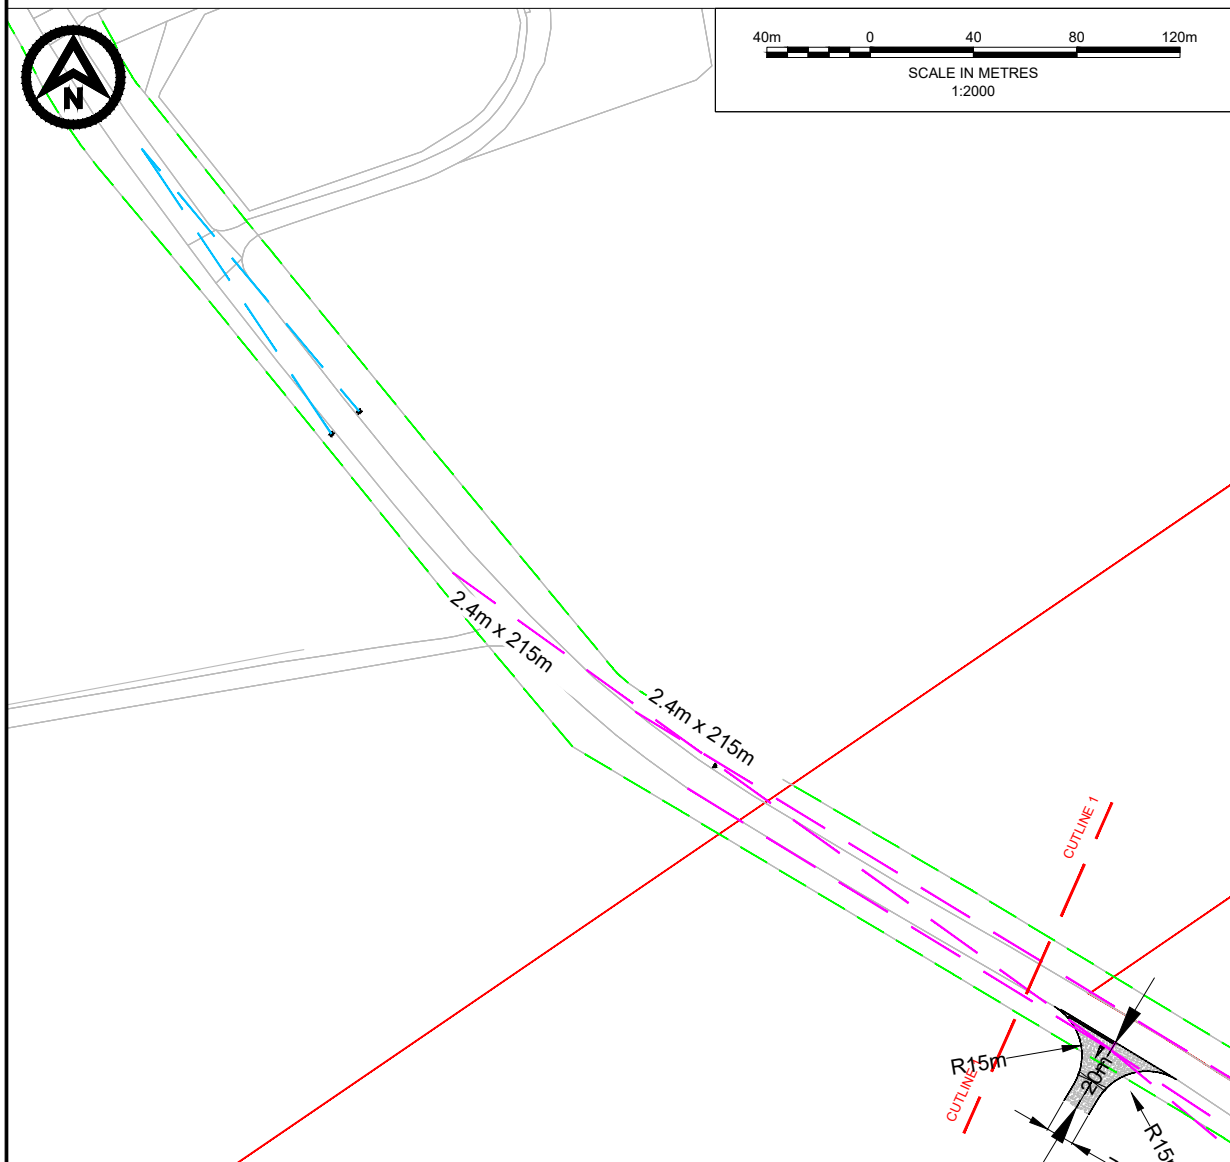 40m 0 40 80 120m
SCALE IN METRES
1:2000
N
2.4m x 215m
2.4m x 215m
CUTLINE 1
R15m
20m
CUTLINE